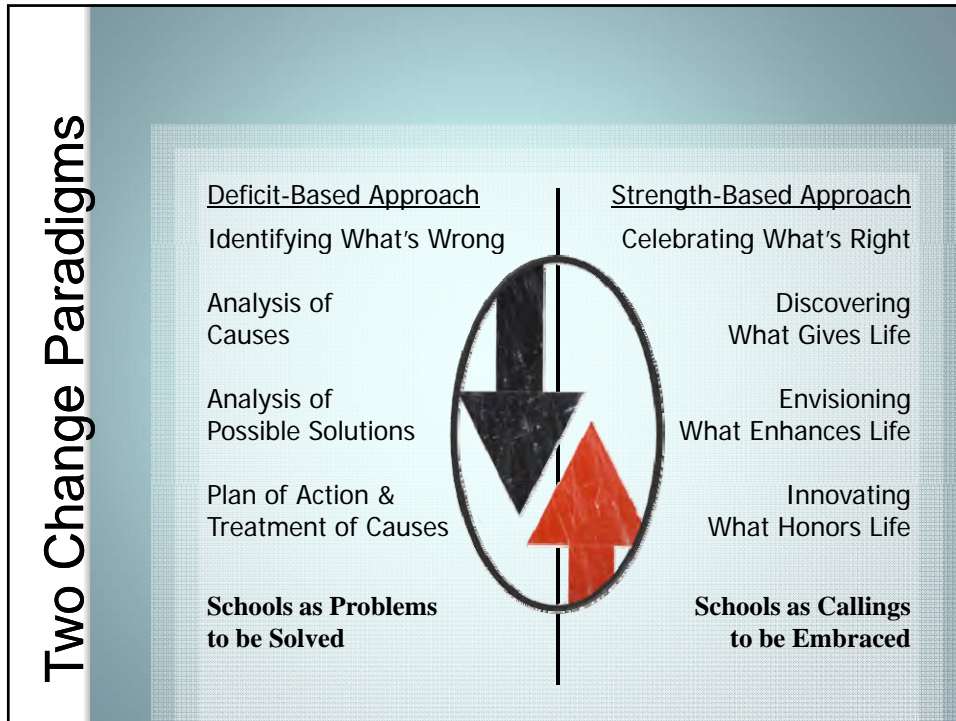 Two Change Paradigms
Deficit-Based Approach
Identifying What's Wrong
Analysis of
Causes
Analysis of
Possible Solutions
Plan of Action &
Treatment of Causes
Schools as Problems
to be Solved
Strength-Based Approach
Celebrating What's Right
Discovering
What Gives Life
Envisioning
What Enhances Life
Innovating
What Honors Life
Schools as Callings
to be Embraced